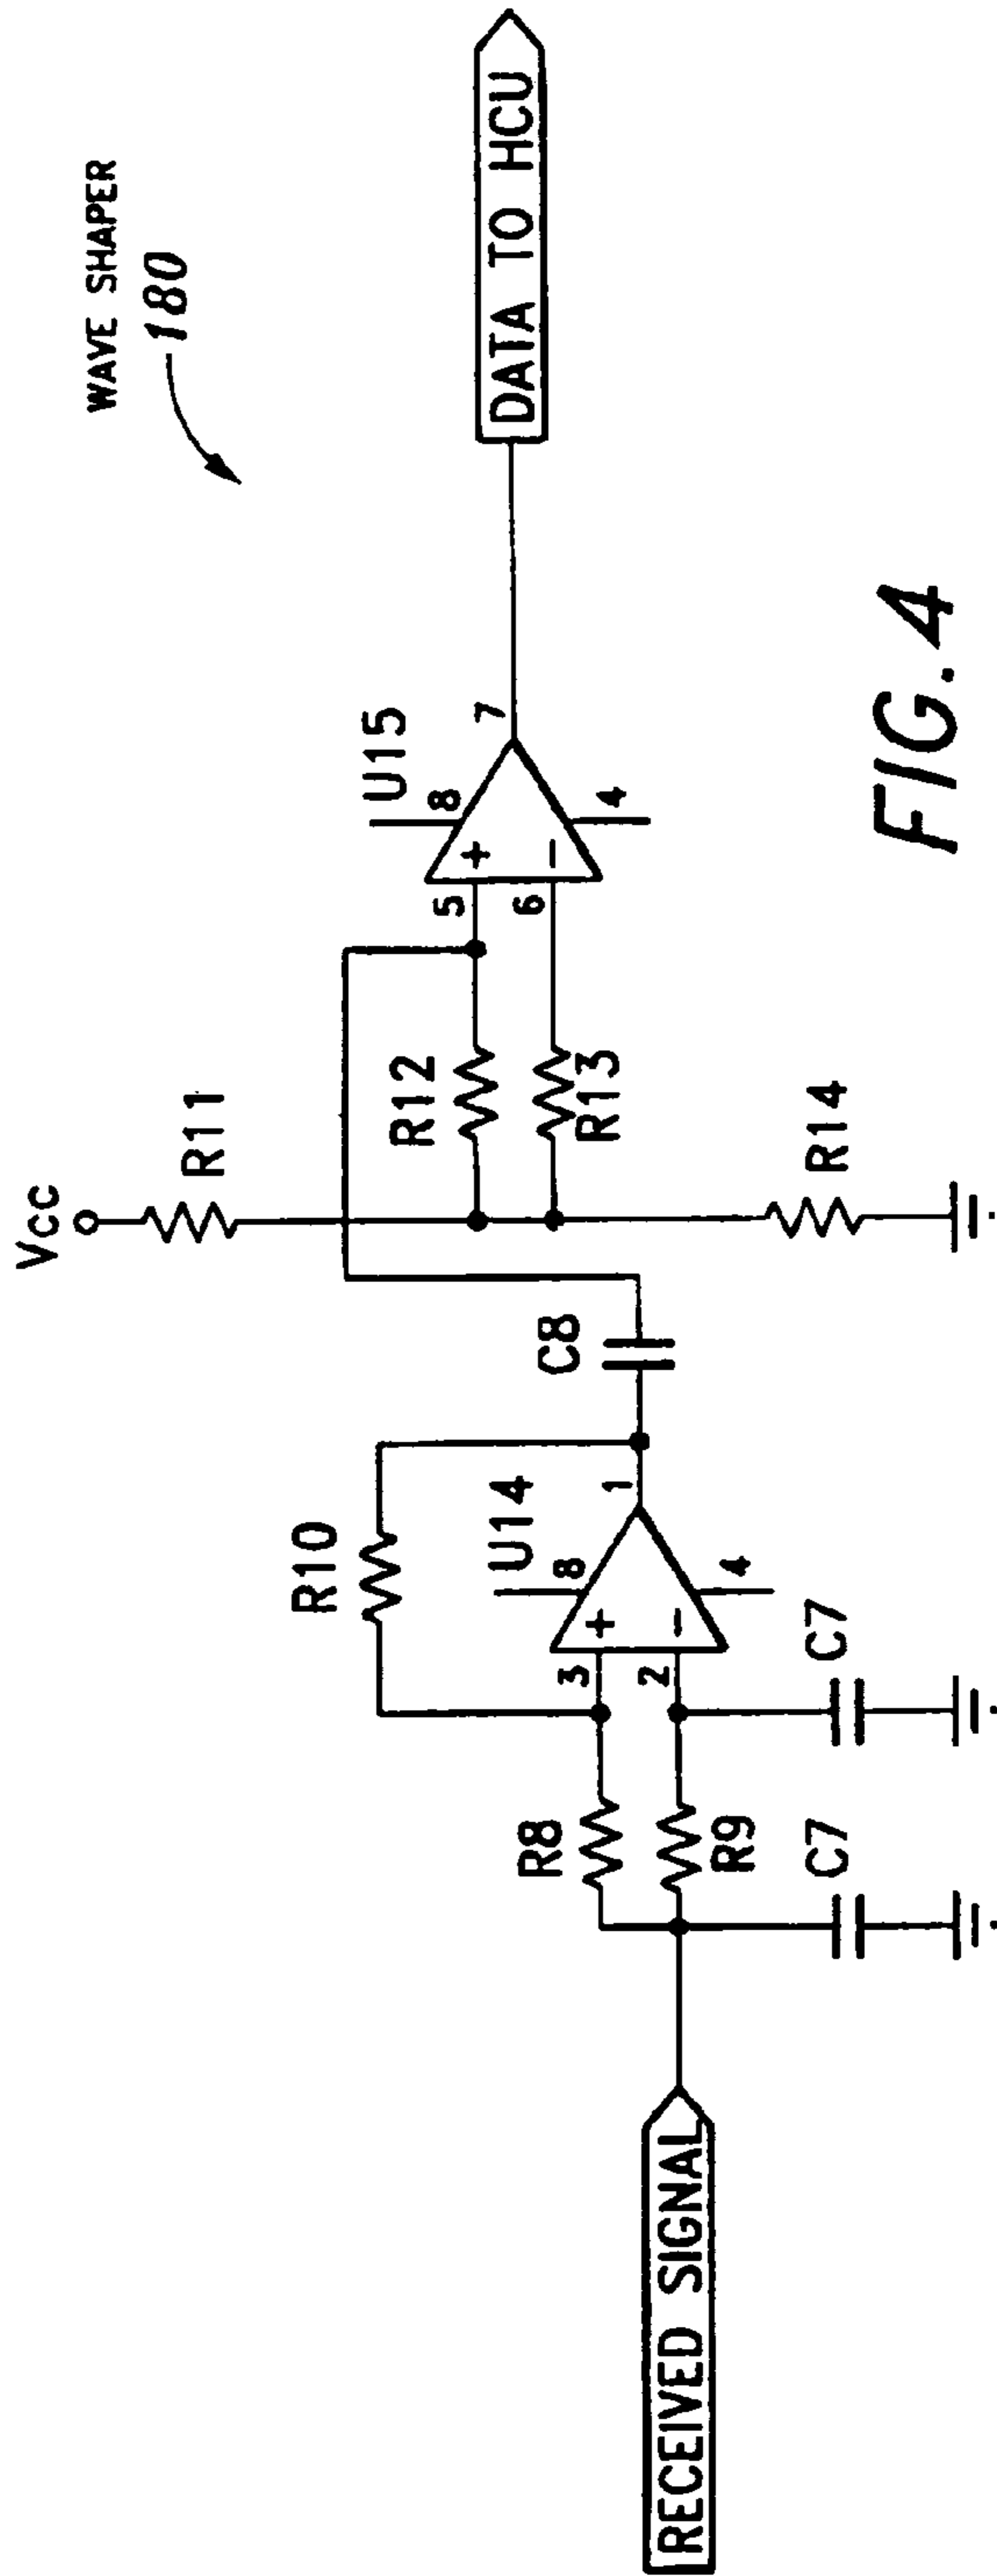 WAVE SHAPER
180
Vcc
R11
R10
U14
8
3
+
2
-
1
4
R8
R9
C7
C7
C8
R12
R13
R14
U15
8
5
+
6
-
7
4
RECEIVED SIGNAL
DATA TO HCU
FIG. 4